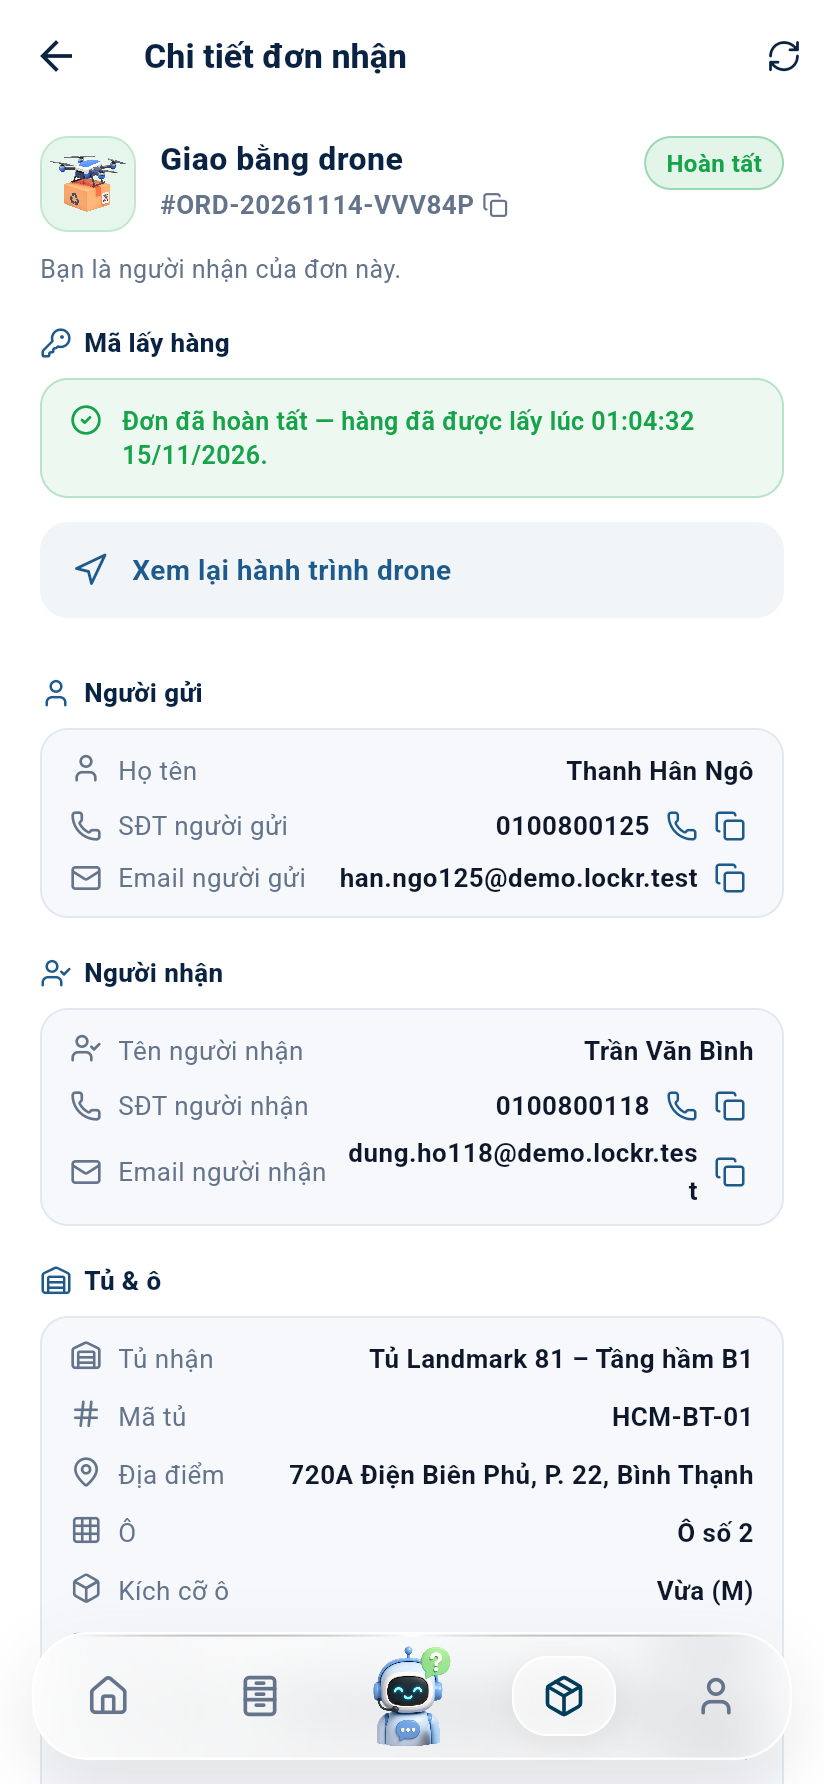 Chi tiết đơn nhận
Giao bằng drone
Hoàn tất
#ORD-20261114-VVV84P
Bạn là người nhận của đơn này.
Mã lấy hàng
Đơn đã hoàn tất — hàng đã được lấy lúc 01:04:32
15/11/2026.
Xem lại hành trình drone
Người gửi
Họ tên Thanh Hân Ngô
SĐT người gửi 0100800125
Email người gửi han.ngo125@demo.lockr.test
Người nhận
Tên người nhận Trần Văn Bình
SĐT người nhận 0100800118
Email người nhận dung.ho118@demo.lockr.tes
t
Tủ & ô
Tủ nhận Tủ Landmark 81 – Tầng hầm B1
Mã tủ HCM-BT-01
Địa điểm 720A Điện Biên Phủ, P. 22, Bình Thạnh
Ô Ô số 2
Kích cỡ ô Vừa (M)
?